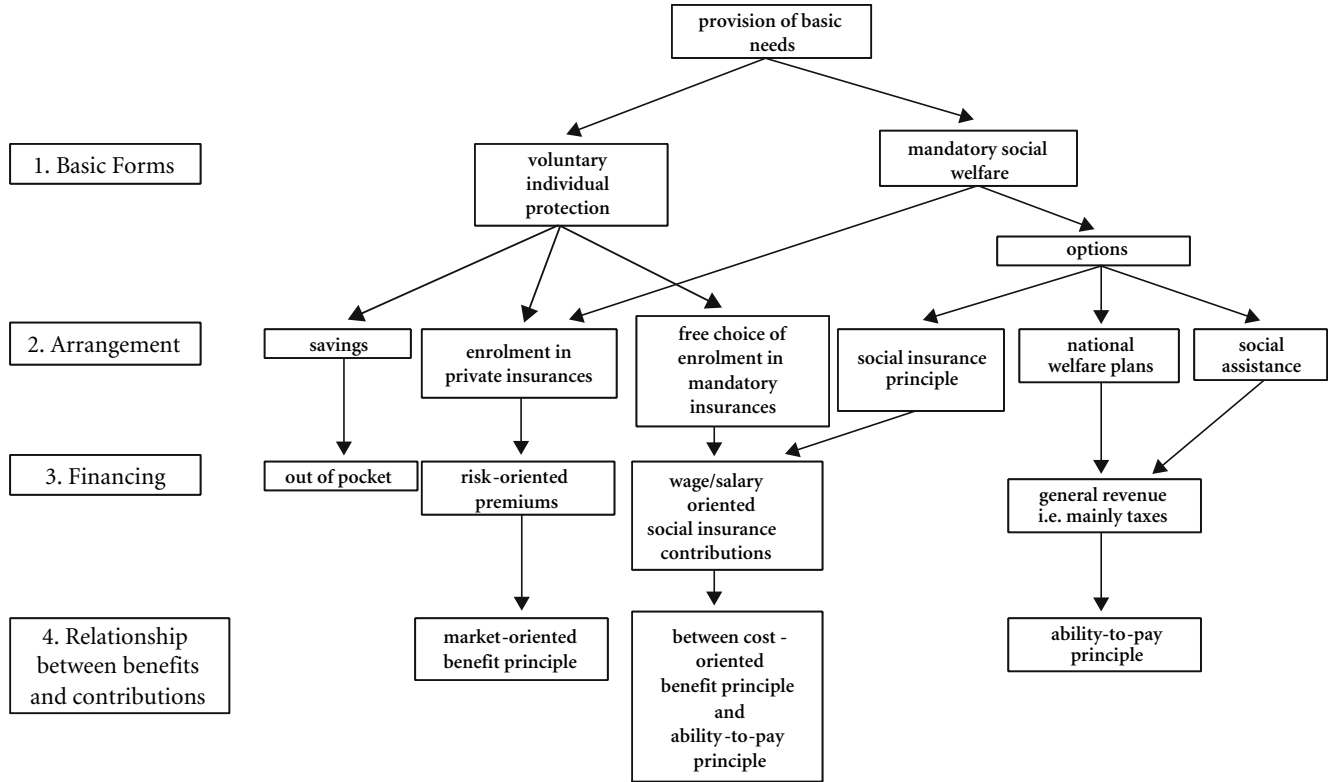 provision of basic
needs
1. Basic Forms
voluntary
individual
protection
mandatory social
welfare
options
2. Arrangement
savings
enrolment in
private insurances
free choice of
enrolment in
mandatory
insurances
social insurance
principle
national
welfare plans
social
assistance
3. Financing
out of pocket
risk-oriented
premiums
wage/salary
oriented
social insurance
contributions
general revenue
i.e. mainly taxes
4. Relationship
between benefits
and contributions
market-oriented
benefit principle
between cost -
oriented
benefit principle
and
ability-to-pay
principle
ability-to-pay
principle